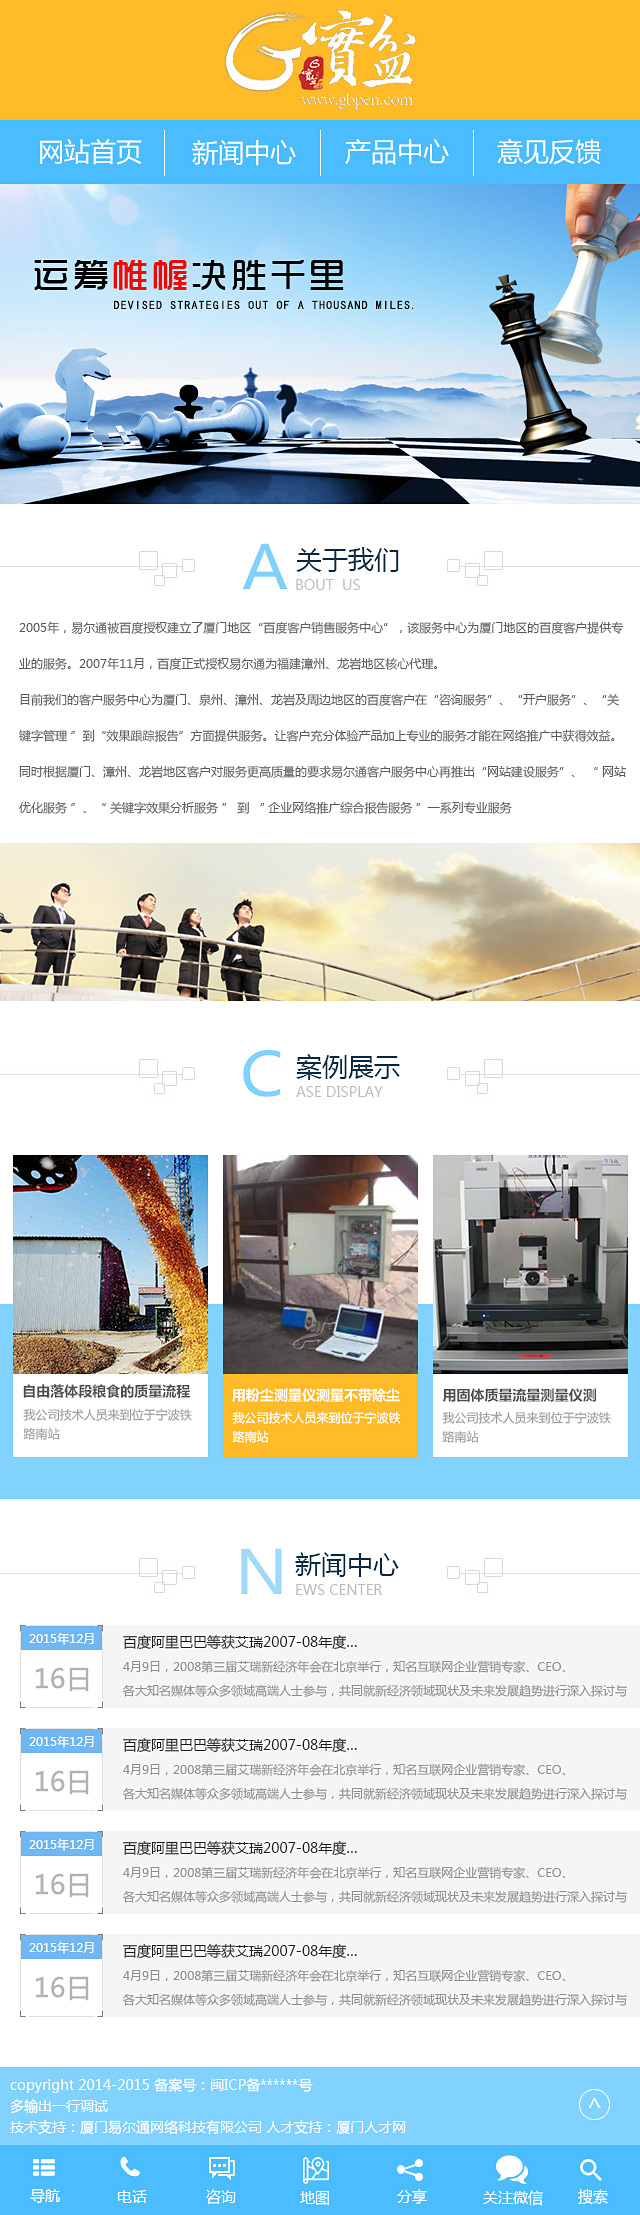 G實盆
www.gbpen.com
网站首页 新闻中心 产品中心 意见反馈
运筹帷幄决胜千里
DEVISED STRATEGIES OUT OF A THOUSAND MILES.
A 关于我们
BOUT US
2005年，易尔通被百度授权建立了厦门地区“百度客户销售服务中心”，该服务中心为厦门地区的百度客户提供专
业的服务。2007年11月，百度正式授权易尔通为福建漳州、龙岩地区核心代理。
目前我们的客户服务中心为厦门、泉州、漳州、龙岩及周边地区的百度客户在“咨询服务”、“开户服务”、“关
键字管理 ”到“效果跟踪报告”方面提供服务。让客户充分体验产品加上专业的服务才能在网络推广中获得效益。
同时根据厦门、漳州、龙岩地区客户对服务更高质量的要求易尔通客户服务中心再推出“网站建设服务”、 “ 网站
优化服务 ”、“ 关键字效果分析服务 ” 到 “ 企业网络推广综合报告服务 ”一系列专业服务
C 案例展示
ASE DISPLAY
自由落体段粮食的质量流程
我公司技术人员来到位于宁波铁
路南站
用粉尘测量仪测量不带除尘
我公司技术人员来到位于宁波铁
路南站
用固体质量流量测量仪测
我公司技术人员来到位于宁波铁
路南站
N 新闻中心
EWS CENTER
2015年12月
16日
百度阿里巴巴等获艾瑞2007-08年度...
4月9日，2008第三届艾瑞新经济年会在北京举行，知名互联网企业营销专家、CEO、
各大知名媒体等众多领域高端人士参与，共同就新经济领域现状及未来发展趋势进行深入探讨与
2015年12月
16日
百度阿里巴巴等获艾瑞2007-08年度...
4月9日，2008第三届艾瑞新经济年会在北京举行，知名互联网企业营销专家、CEO、
各大知名媒体等众多领域高端人士参与，共同就新经济领域现状及未来发展趋势进行深入探讨与
2015年12月
16日
百度阿里巴巴等获艾瑞2007-08年度...
4月9日，2008第三届艾瑞新经济年会在北京举行，知名互联网企业营销专家、CEO、
各大知名媒体等众多领域高端人士参与，共同就新经济领域现状及未来发展趋势进行深入探讨与
2015年12月
16日
百度阿里巴巴等获艾瑞2007-08年度...
4月9日，2008第三届艾瑞新经济年会在北京举行，知名互联网企业营销专家、CEO、
各大知名媒体等众多领域高端人士参与，共同就新经济领域现状及未来发展趋势进行深入探讨与
copyright 2014-2015 备案号：闽ICP备******号
多输出一行调试
技术支持：厦门易尔通网络科技有限公司 人才支持：厦门人才网
导航 电话 咨询 地图 分享 关注微信 搜索